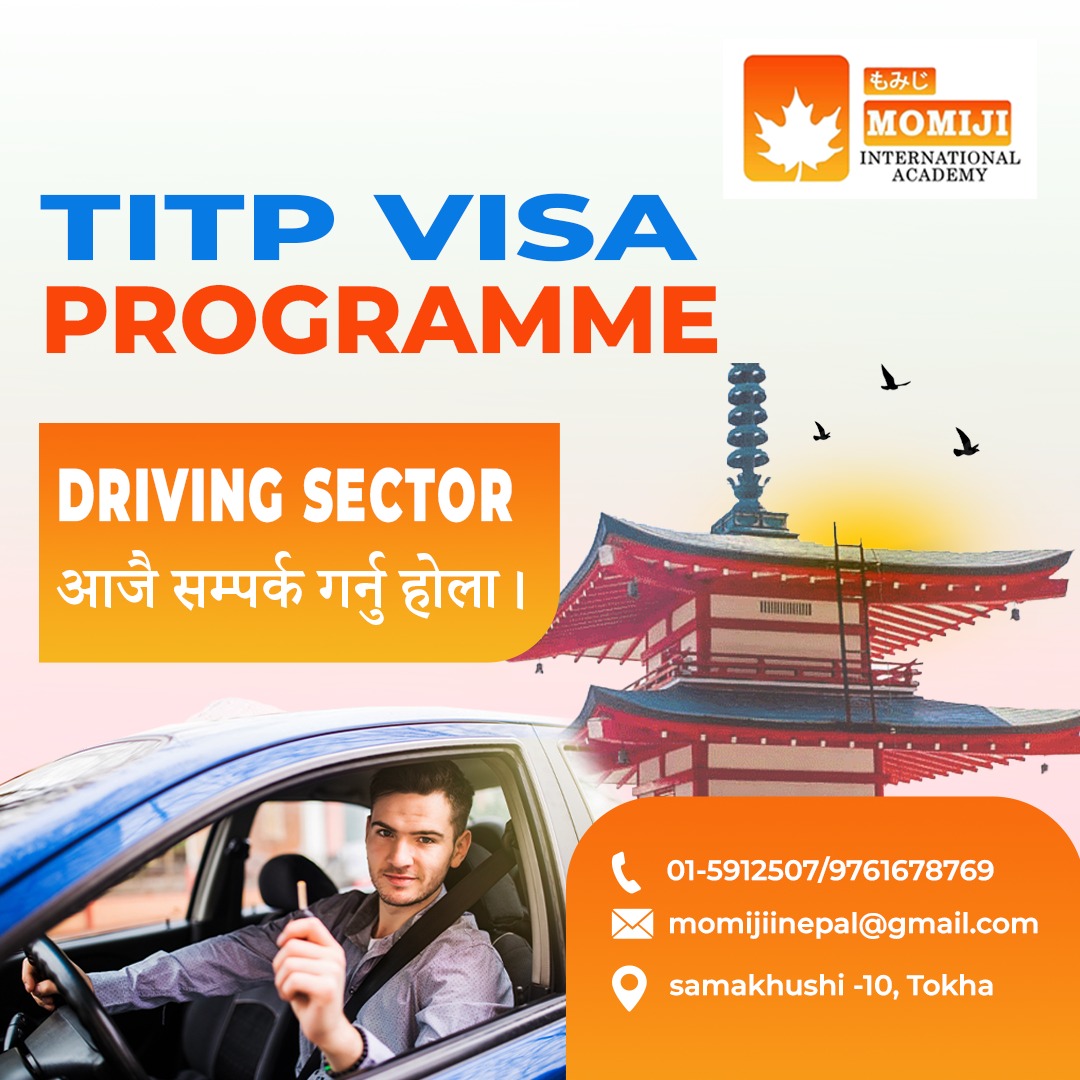 もみじ
MOMIJI
INTERNATIONAL
ACADEMY
TITP VISA
PROGRAMME
DRIVING SECTOR
आजै सम्पर्क गर्नु होला ।
01-5912507/9761678769
momijiinepal@gmail.com
samakhushi -10, Tokha